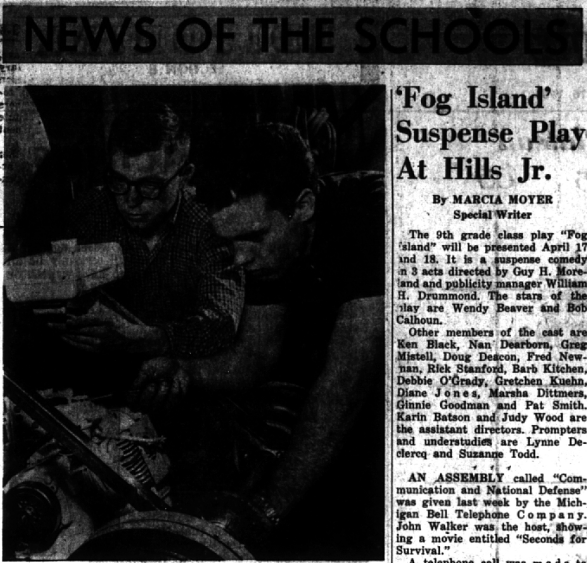 NEWS OF THE SCHOOLS
'Fog Island'
Suspense Play
At Hills Jr.
By MARCIA MOYER
Special Writer
The 9th grade class play "Fog
Island" will be presented April 17
and 18. It is a suspense comedy
in 3 acts directed by Guy H. More-
land and publicity manager William
H. Drummond. The stars of the
play are Wendy Beaver and Bob
Calhoun.
Other members of the cast are
Ken Black, Nan Dearborn, Greg
Mistell, Doug Deacon, Fred New-
man, Rick Stanford, Barb Kitchen,
Debbie O'Grady, Gretchen Kuehn,
Diane Jones, Marsha Dittmers,
Ginnie Goodman and Pat Smith.
Karin Batson and Judy Wood are
the assistant directors. Prompters
and understudies are Lynne De-
clercq and Suzanne Todd.
AN ASSEMBLY called "Com-
munication and National Defense"
was given last week by the Mich-
igan Bell Telephone Company.
John Walker was the host, show-
ing a movie entitled "Seconds for
Survival."
A telephone call was made